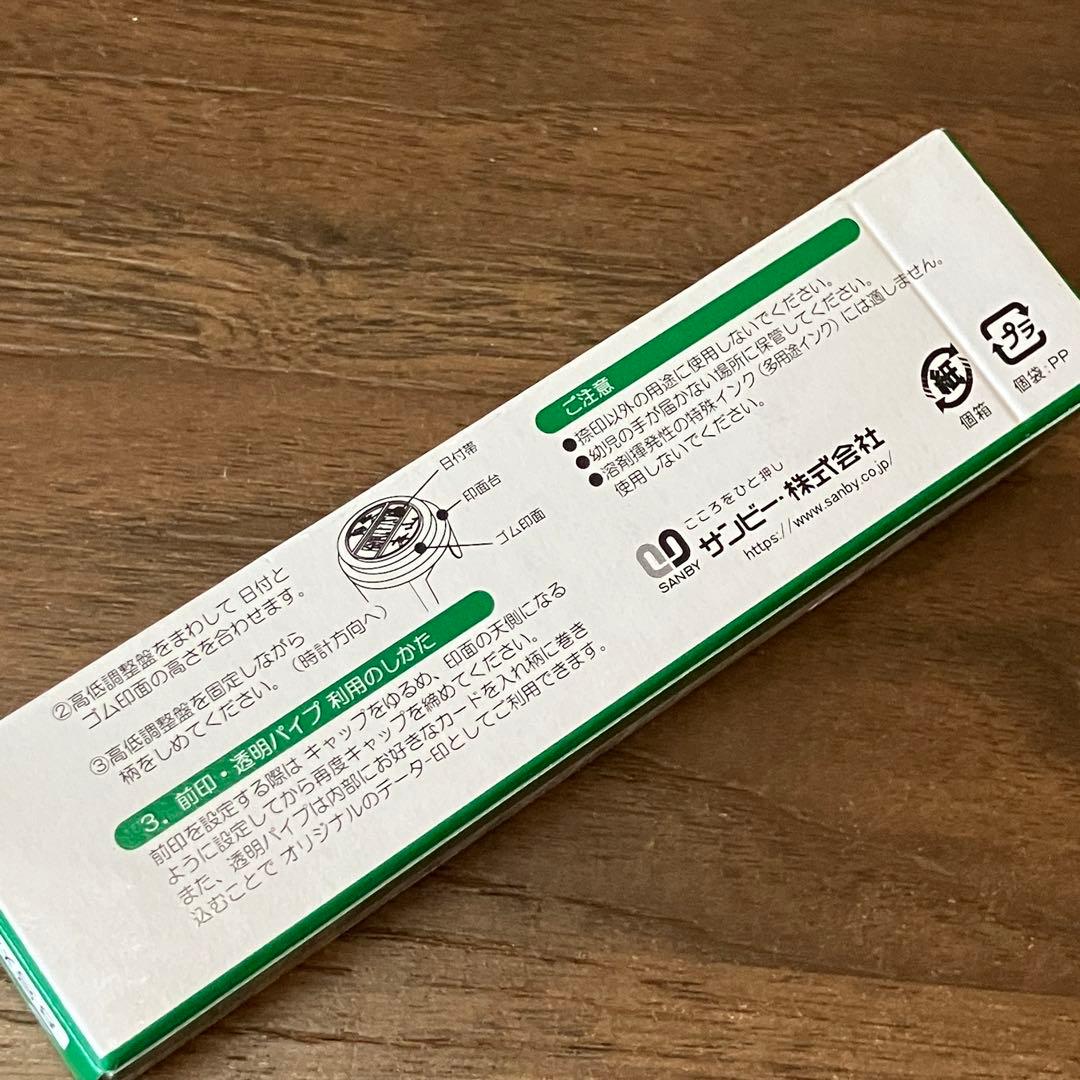 ②高低調整盤をまわして 日付と
ゴム印面の高さを合わせます。
③高低調整盤を固定しながら
柄をしめてください。（時計方向へ）
日付帯
印面台
ゴム印面
3. 前印・透明パイプ 利用のしかた
前印を設定する際は キャップをゆるめ、印面の天側になる
ように設定してから再度キャップを締めてください。
また、透明パイプは内部にお好きなカードを入れ柄に巻き
込むことで オリジナルのデーター印としてご利用できます。
ご注意
●捺印以外の用途に使用しないでください。
●幼児の手が届かない場所に保管してください。
●溶剤揮発性の特殊インク（多用途インク）には適しません。
使用しないでください。
こころをひと押し
サンビー株式会社
SANBY
https://www.sanby.co.jp/
紙
個箱
プラ
個袋:PP